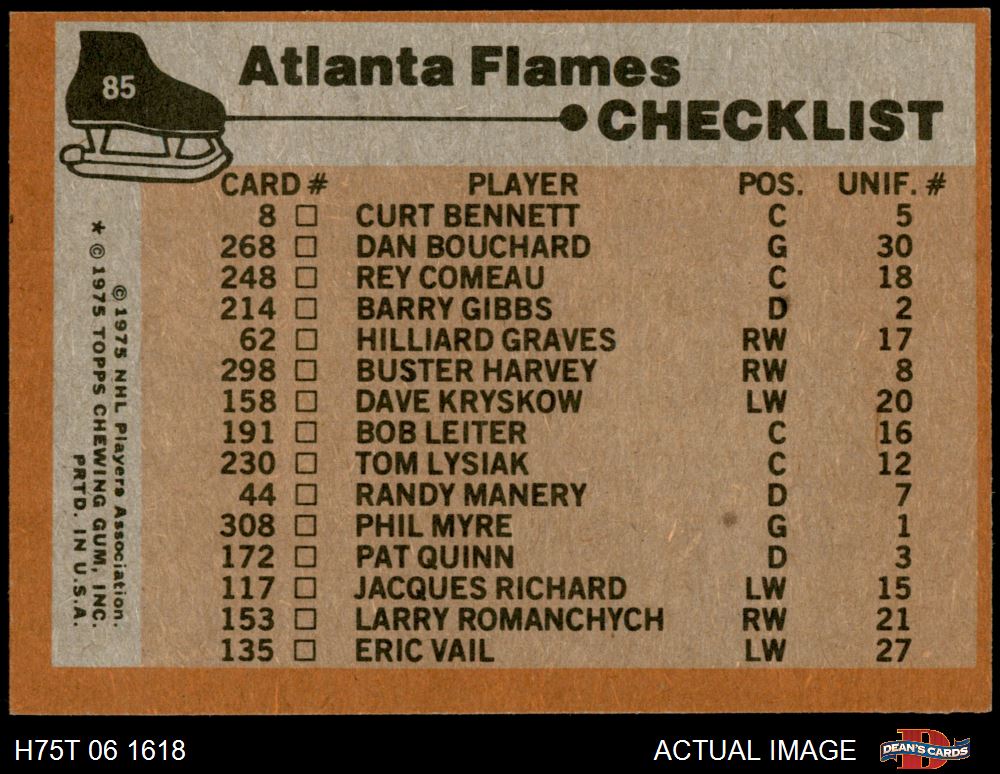 85
Atlanta Flames
CHECKLIST
CARD # PLAYER POS. UNIF. #
8 □ CURT BENNETT C 5
268 □ DAN BOUCHARD G 30
248 □ REY COMEAU C 18
214 □ BARRY GIBBS D 2
62 □ HILLIARD GRAVES RW 17
298 □ BUSTER HARVEY RW 8
158 □ DAVE KRYSKOW LW 20
191 □ BOB LEITER C 16
230 □ TOM LYSIAK C 12
44 □ RANDY MANERY D 7
308 □ PHIL MYRE G 1
172 □ PAT QUINN D 3
117 □ JACQUES RICHARD LW 15
153 □ LARRY ROMANCHYCH RW 21
135 □ ERIC VAIL LW 27
© 1975 NHL Players Association.
* © 1975 TOPPS CHEWING GUM, INC.
PRTD. IN U.S.A.
H75T 06 1618
ACTUAL IMAGE
DEAN'S CARDS